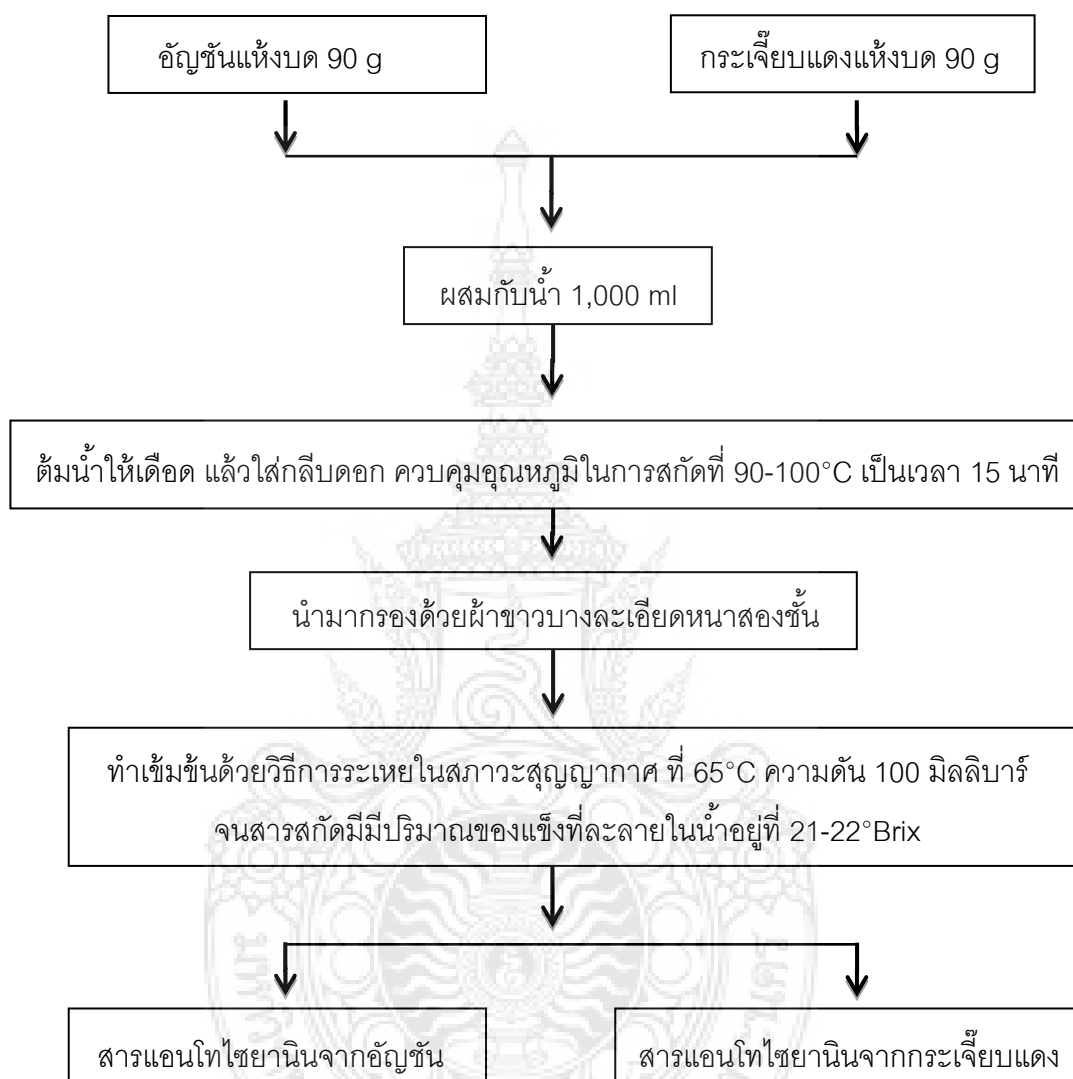 อัญชันแห้งบด 90 g
กระเจี๊ยบแดงแห้งบด 90 g
ผสมกับน้ำ 1,000 ml
ต้มน้ำให้เดือด แล้วใส่กลีบดอก ควบคุมอุณหภูมิในการสกัดที่ 90-100°C เป็นเวลา 15 นาที
นำมากรองด้วยผ้าขาวบางละเอียดหนาสองชั้น
ทำเข้มข้นด้วยวิธีการระเหยในสภาวะสุญญากาศ ที่ 65°C ความดัน 100 มิลลิบาร์
จนสารสกัดมีมีปริมาณของแข็งที่ละลายในน้ำอยู่ที่ 21-22°Brix
สารแอนโทไซยานินจากอัญชัน
สารแอนโทไซยานินจากกระเจี๊ยบแดง